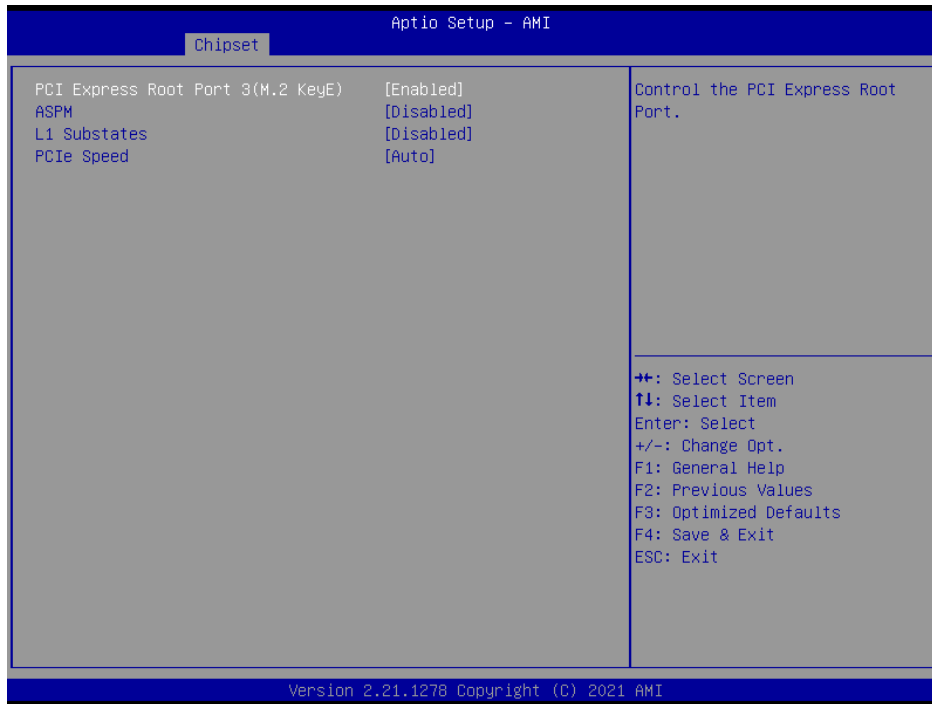 Aptio Setup – AMI
Chipset
PCI Express Root Port 3(M.2 KeyE) [Enabled]
ASPM [Disabled]
L1 Substates [Disabled]
PCIe Speed [Auto]
Control the PCI Express Root
Port.
→←: Select Screen
↑↓: Select Item
Enter: Select
+/-: Change Opt.
F1: General Help
F2: Previous Values
F3: Optimized Defaults
F4: Save & Exit
ESC: Exit
Version 2.21.1278 Copyright (C) 2021 AMI